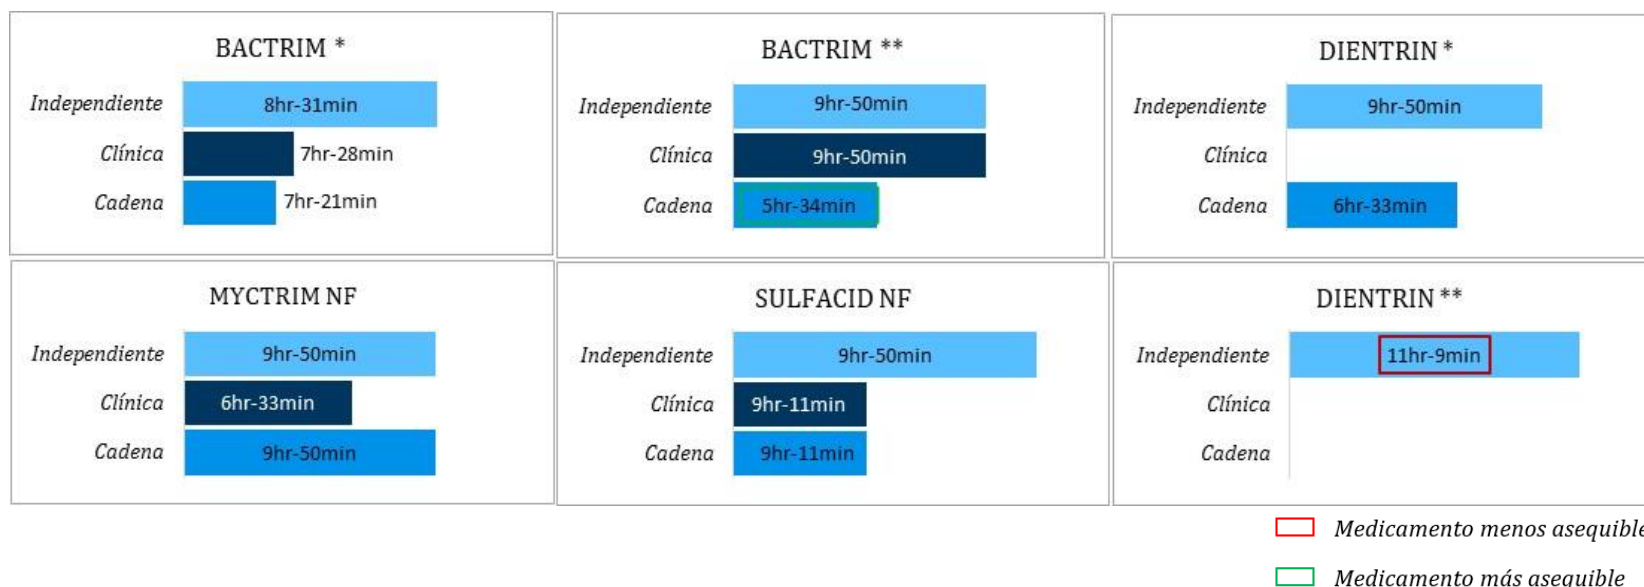 BACTRIM *
Independiente 8hr-31min
Clínica 7hr-28min
Cadena 7hr-21min
BACTRIM **
Independiente 9hr-50min
Clínica 9hr-50min
Cadena 5hr-34min
DIENTRIN *
Independiente 9hr-50min
Clínica
Cadena 6hr-33min
MYCTRIM NF
Independiente 9hr-50min
Clínica 6hr-33min
Cadena 9hr-50min
SULFACID NF
Independiente 9hr-50min
Clínica 9hr-11min
Cadena 9hr-11min
DIENTRIN **
Independiente 11hr-9min
Clínica
Cadena
Medicamento menos asequible
Medicamento más asequible